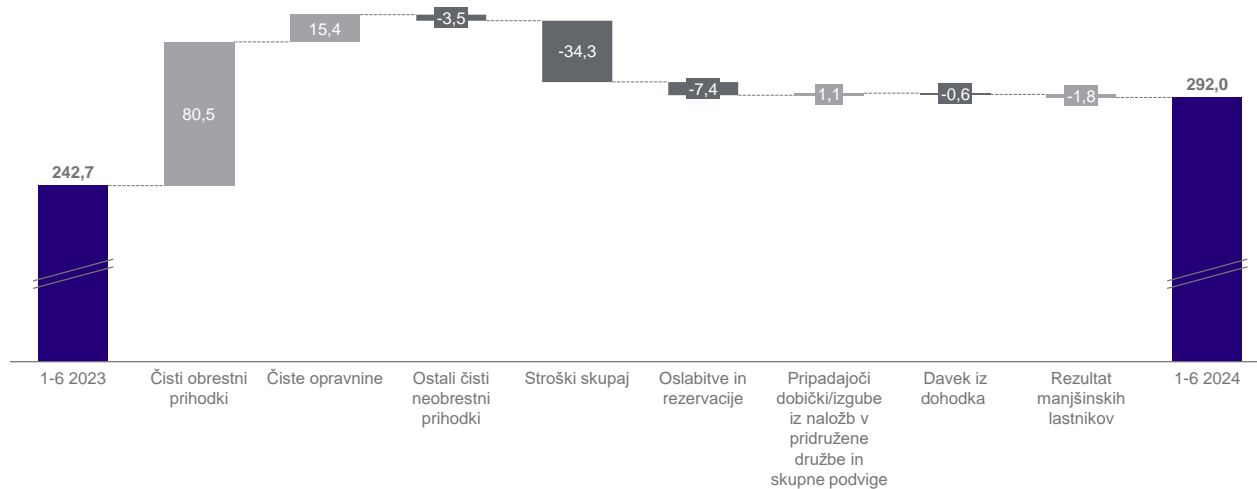 15,4
-3,5
-34,3
-7,4
1,1
-0,6
-1,8
292,0
80,5
242,7
1-6 2023
Čisti obrestni
prihodki
Čiste opravnine
Ostali čisti
neobrestni
prihodki
Stroški skupaj
Oslabitve in
rezervacije
Pripadajoči
dobički/izgube
iz naložb v
pridružene
družbe in
skupne podvige
Davek iz
dohodka
Rezultat
manjšinskih
lastnikov
1-6 2024